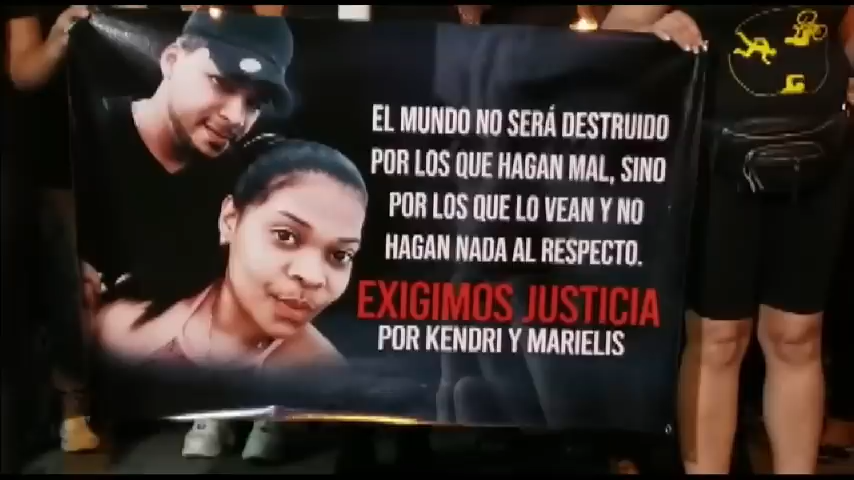 EL MUNDO NO SERÁ DESTRUIDO
POR LOS QUE HAGAN MAL, SINO
POR LOS QUE LO VEAN Y NO
HAGAN NADA AL RESPECTO.
EXIGIMOS JUSTICIA
POR KENDRI Y MARIELIS